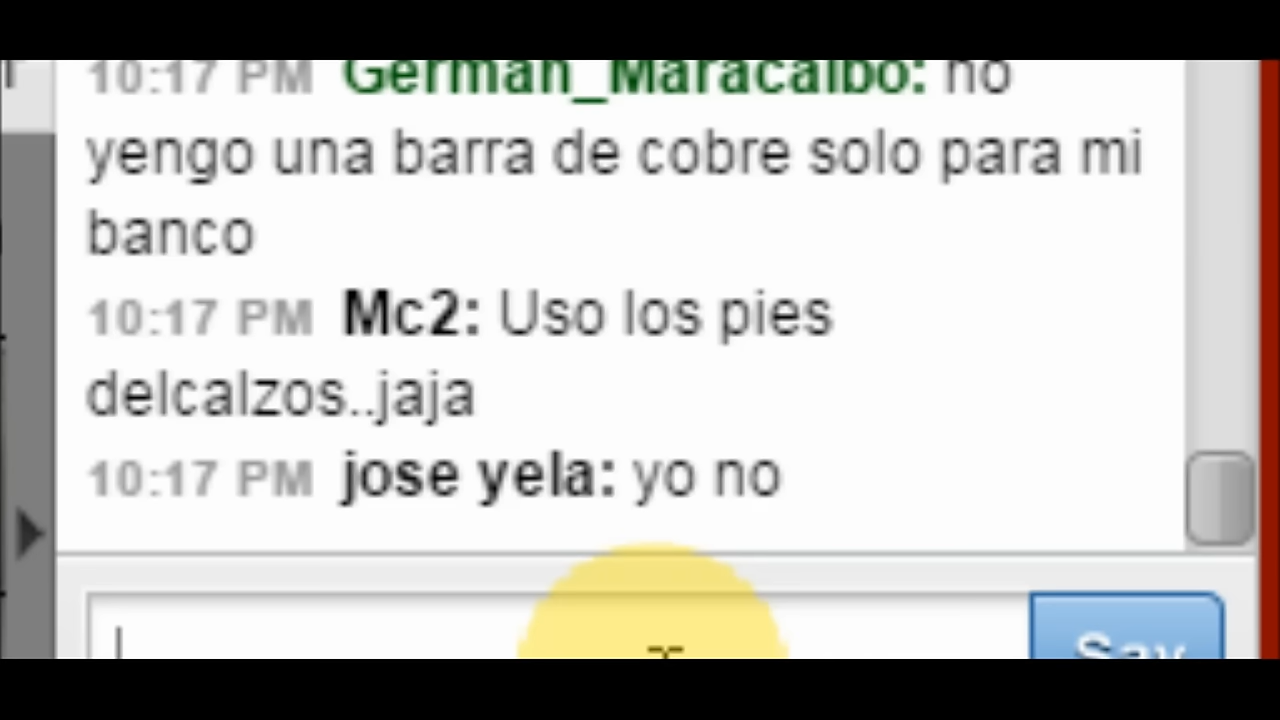 10:17 PM German_Maracaibo: no
yengo una barra de cobre solo para mi
banco
10:17 PM Mc2: Uso los pies
delcalzos..jaja
10:17 PM jose yela: yo no
Say